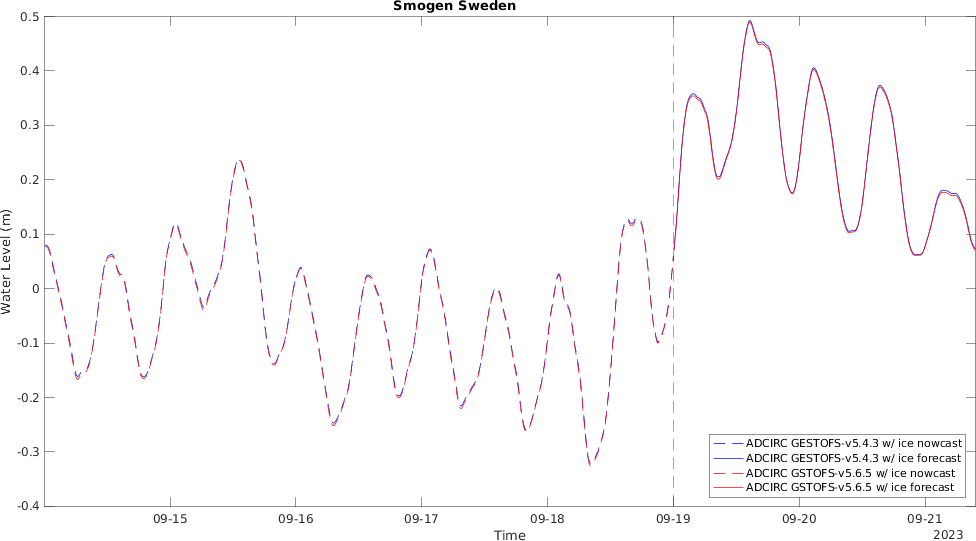 Smogen Sweden
0.5
0.4
0.3
0.2
0.1
0
-0.1
-0.2
-0.3
-0.4
Water Level (m)
09-15 09-16 09-17 09-18 09-19 09-20 09-21
Time
2023
ADCIRC GESTOFS-v5.4.3 w/ ice nowcast
ADCIRC GESTOFS-v5.4.3 w/ ice forecast
ADCIRC GSTOFS-v5.6.5 w/ ice nowcast
ADCIRC GSTOFS-v5.6.5 w/ ice forecast